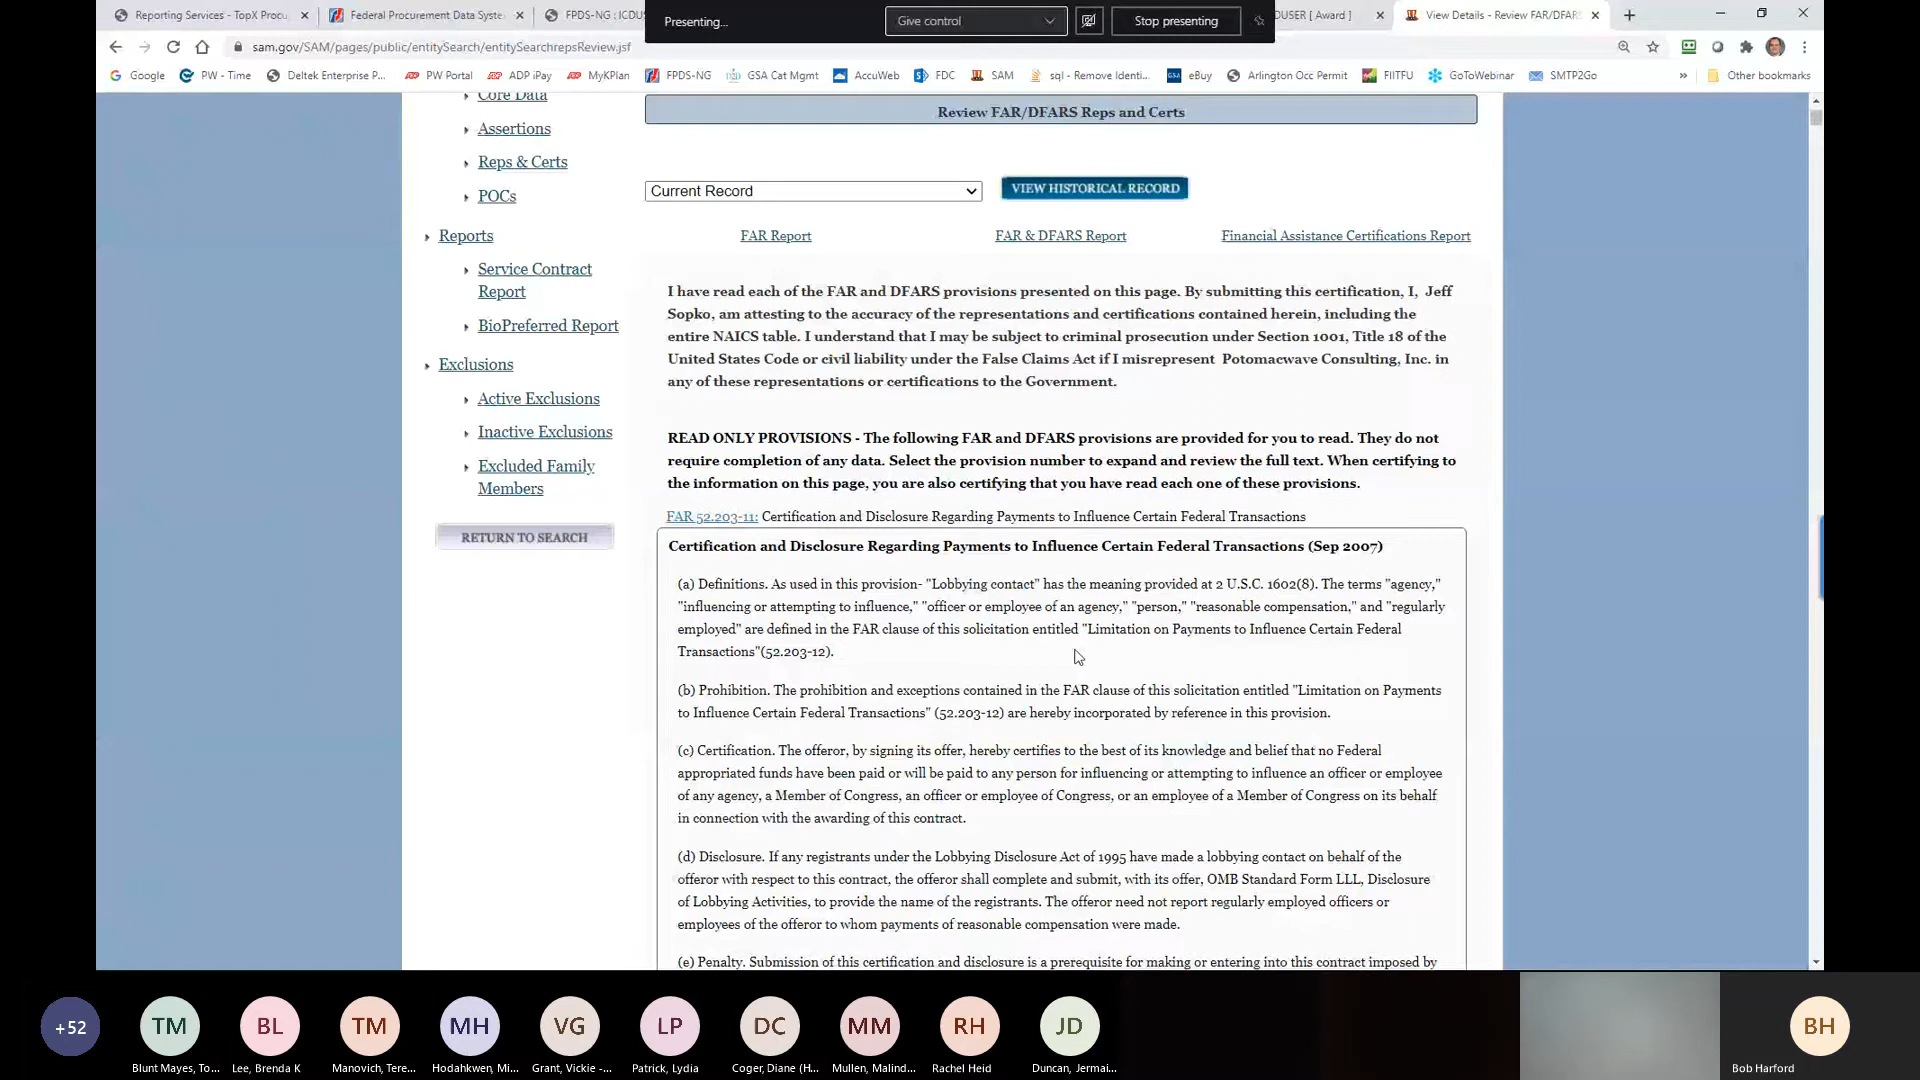 Reporting Services - TopX Procu
Federal Procurement Data Syste
FPDS-NG : ICDUS
DUSER [ Award ]
View Details - Review FAR/DFARS
Presenting...
Give control
Stop presenting
sam.gov/SAM/pages/public/entitySearch/entitySearchrepsReview.jsf
Google
PW - Time
Deltek Enterprise P...
PW Portal
ADP iPay
MyKPlan
FPDS-NG
GSA Cat Mgmt
AccuWeb
FDC
SAM
sql - Remove Identi...
eBuy
Arlington Occ Permit
FIITFU
GoToWebinar
SMTP2Go
»
Other bookmarks
Core Data
Assertions
Reps & Certs
POCs
Reports
Service Contract
Report
BioPreferred Report
Exclusions
Active Exclusions
Inactive Exclusions
Excluded Family
Members
RETURN TO SEARCH
Review FAR/DFARS Reps and Certs
Current Record
VIEW HISTORICAL RECORD
FAR Report
FAR & DFARS Report
Financial Assistance Certifications Report
I have read each of the FAR and DFARS provisions presented on this page. By submitting this certification, I, Jeff
Sopko, am attesting to the accuracy of the representations and certifications contained herein, including the
entire NAICS table. I understand that I may be subject to criminal prosecution under Section 1001, Title 18 of the
United States Code or civil liability under the False Claims Act if I misrepresent Potomacwave Consulting, Inc. in
any of these representations or certifications to the Government.
READ ONLY PROVISIONS - The following FAR and DFARS provisions are provided for you to read. They do not
require completion of any data. Select the provision number to expand and review the full text. When certifying to
the information on this page, you are also certifying that you have read each one of these provisions.
FAR 52.203-11: Certification and Disclosure Regarding Payments to Influence Certain Federal Transactions
Certification and Disclosure Regarding Payments to Influence Certain Federal Transactions (Sep 2007)
(a) Definitions. As used in this provision- "Lobbying contact" has the meaning provided at 2 U.S.C. 1602(8). The terms "agency,"
"influencing or attempting to influence," "officer or employee of an agency," "person," "reasonable compensation," and "regularly
employed" are defined in the FAR clause of this solicitation entitled "Limitation on Payments to Influence Certain Federal
Transactions"(52.203-12).
(b) Prohibition. The prohibition and exceptions contained in the FAR clause of this solicitation entitled "Limitation on Payments
to Influence Certain Federal Transactions" (52.203-12) are hereby incorporated by reference in this provision.
(c) Certification. The offeror, by signing its offer, hereby certifies to the best of its knowledge and belief that no Federal
appropriated funds have been paid or will be paid to any person for influencing or attempting to influence an officer or employee
of any agency, a Member of Congress, an officer or employee of Congress, or an employee of a Member of Congress on its behalf
in connection with the awarding of this contract.
(d) Disclosure. If any registrants under the Lobbying Disclosure Act of 1995 have made a lobbying contact on behalf of the
offeror with respect to this contract, the offeror shall complete and submit, with its offer, OMB Standard Form LLL, Disclosure
of Lobbying Activities, to provide the name of the registrants. The offeror need not report regularly employed officers or
employees of the offeror to whom payments of reasonable compensation were made.
(e) Penalty. Submission of this certification and disclosure is a prerequisite for making or entering into this contract imposed by
+52
TM
BL
TM
MH
VG
LP
DC
MM
RH
JD
BH
Blunt Mayes, To...
Lee, Brenda K
Manovich, Tere...
Hodahkwen, Mi...
Grant, Vickie -...
Patrick, Lydia
Coger, Diane (H...
Mullen, Malind...
Rachel Heid
Duncan, Jermai...
Bob Harford